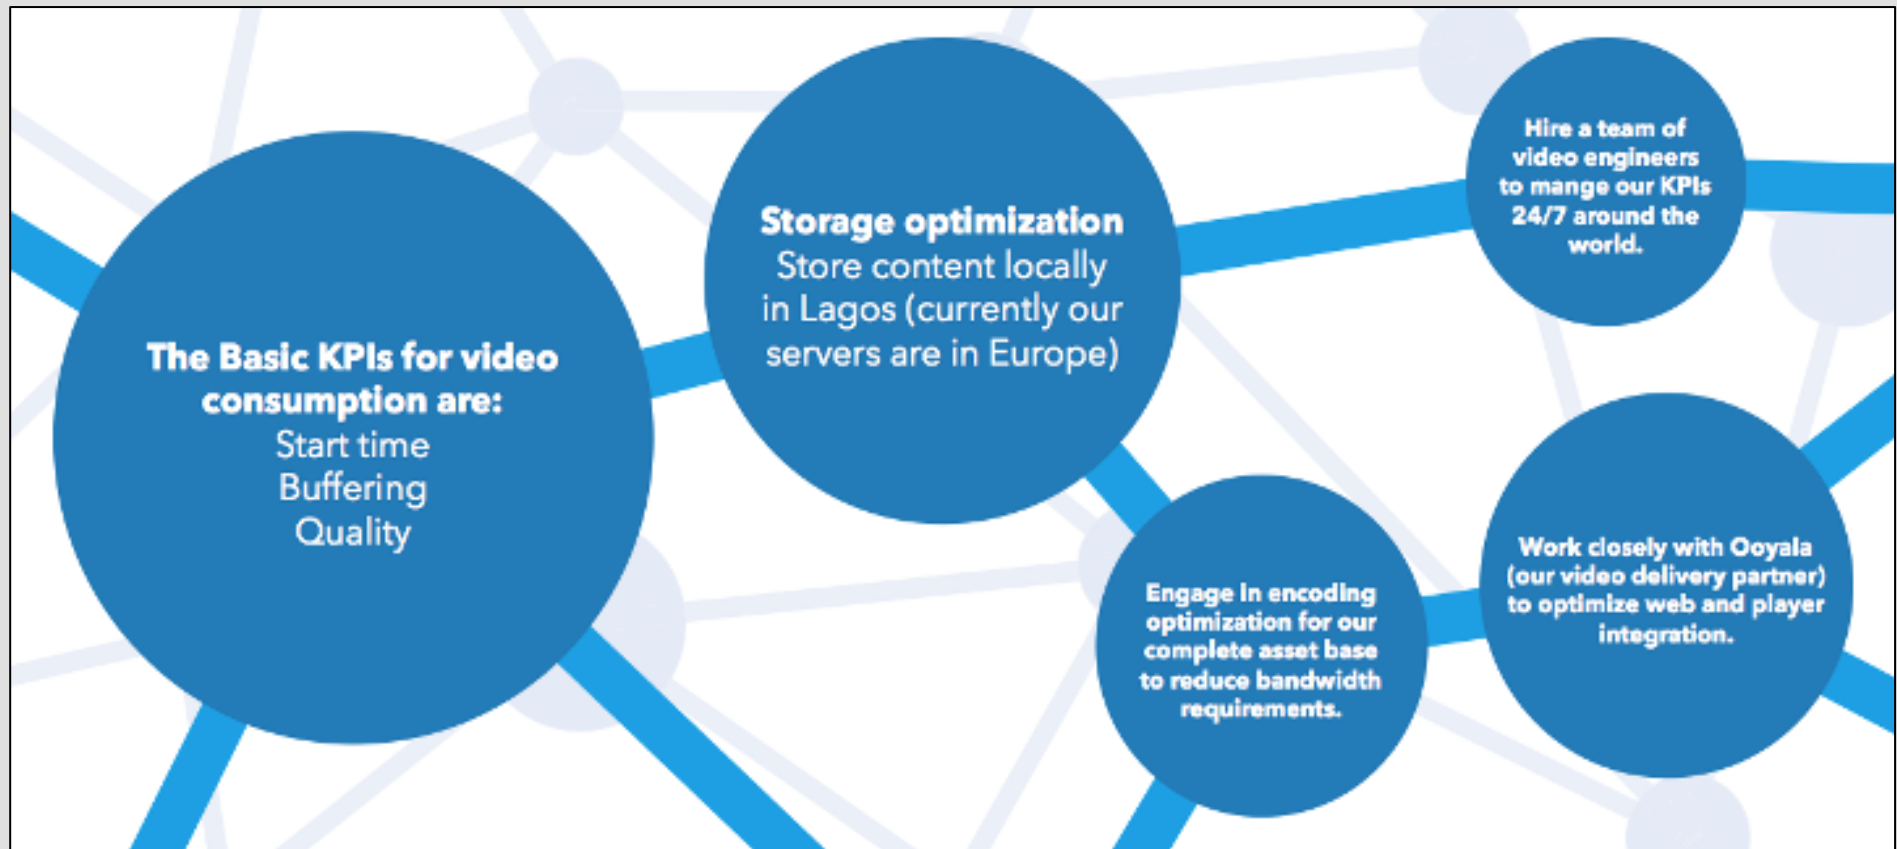 The Basic KPIs for video
consumption are:
Start time
Buffering
Quality
Storage optimization
Store content locally
in Lagos (currently our
servers are in Europe)
Hire a team of
video engineers
to mange our KPIs
24/7 around the
world.
Engage in encoding
optimization for our
complete asset base
to reduce bandwidth
requirements.
Work closely with Ooyala
(our video delivery partner)
to optimize web and player
integration.